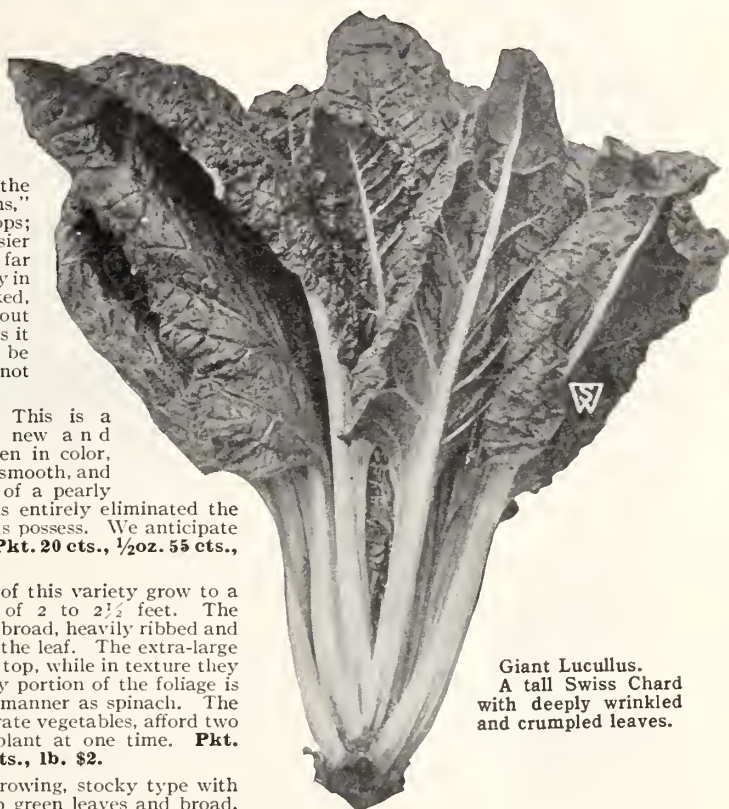 the
ns,"
ops;
sier
far
y in
ked,
out
s it
be
not
This is a
new and
en in color,
smooth, and
of a pearly
s entirely eliminated the
s possess. We anticipate
Pkt. 20 cts., ½oz. 55 cts.,
of this variety grow to a
of 2 to 2½ feet. The
broad, heavily ribbed and
the leaf. The extra-large
top, while in texture they
y portion of the foliage is
manner as spinach. The
rate vegetables, afford two
plant at one time. Pkt.
ts., lb. $2.
rowing, stocky type with
p green leaves and broad,
Giant Lucullus.
A tall Swiss Chard
with deeply wrinkled
and crumpled leaves.